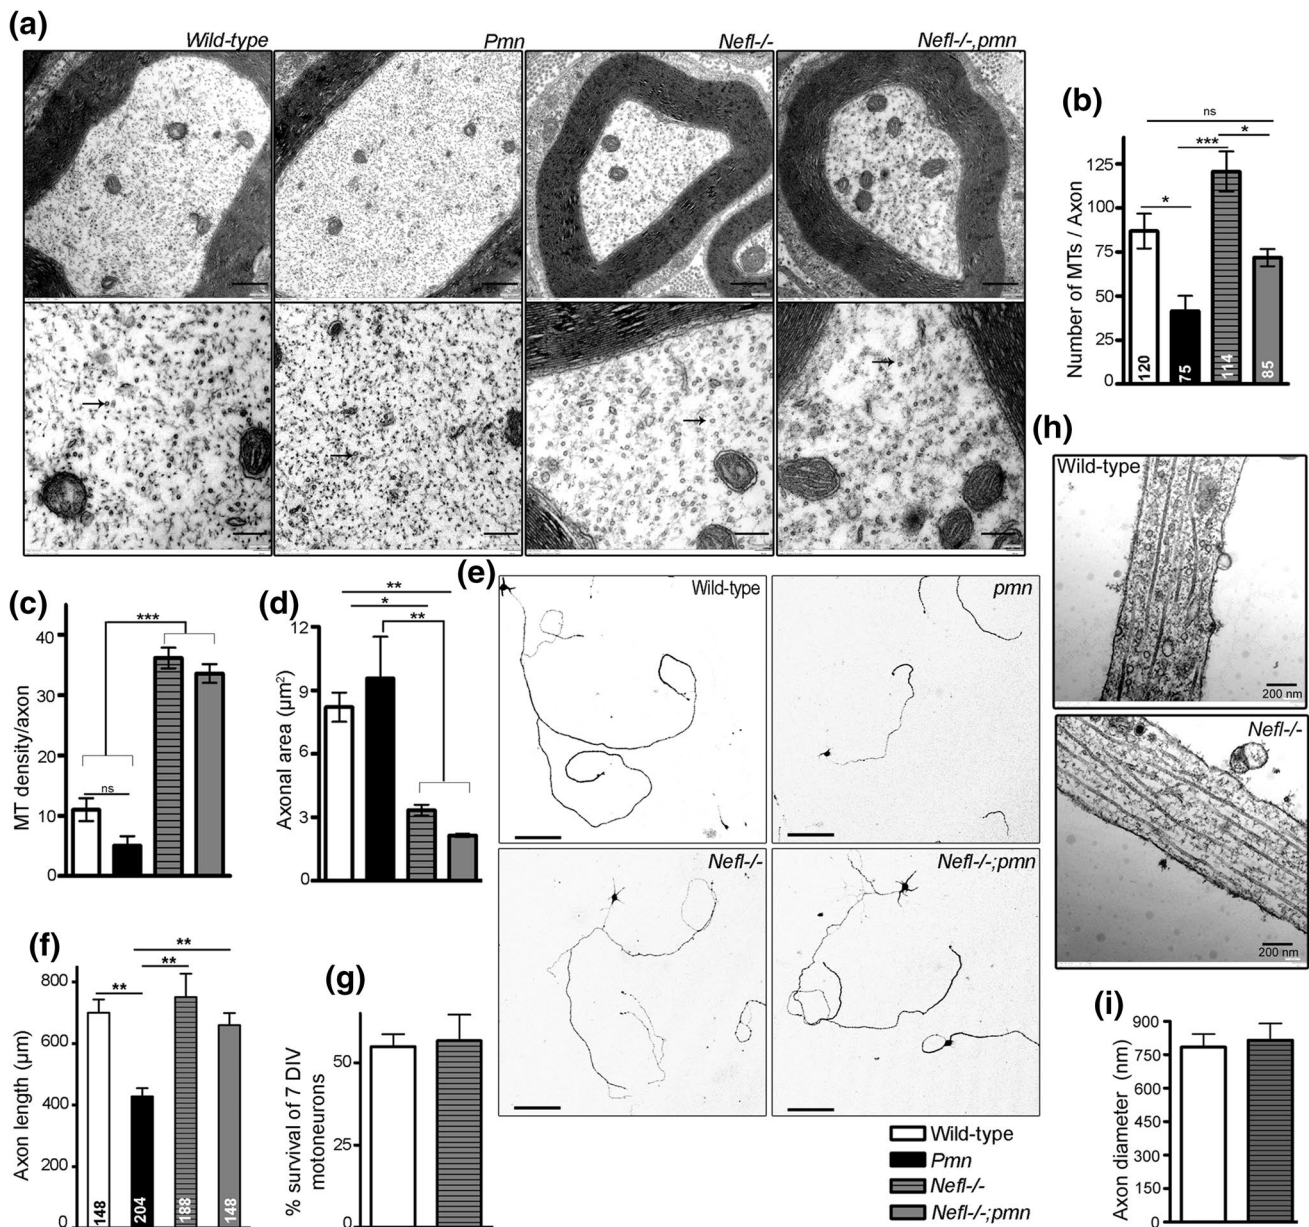 (a)
Wild-type Pmn Nefl-/- Nefl-/-,pmn
(b)
ns
*
***
*
Number of MTs / Axon
125
100
75
50
25
0
120 75 114 85
(c)
***
ns
MT density/axon
40
30
20
10
0
(d)
**
*
**
Axonal area (µm²)
12
9
6
3
0
(e)
Wild-type pmn
Nefl-/- Nefl-/-;pmn
(f)
**
**
**
Axon length (µm)
800
600
400
200
0
148 204 188 148
(g)
% survival of 7 DIV
motoneurons
50
25
0
Wild-type
Pmn
Nefl-/-
Nefl-/-;pmn
(h)
Wild-type
200 nm
Nefl-/-
200 nm
(i)
Axon diameter (nm)
900
750
600
450
300
150
0